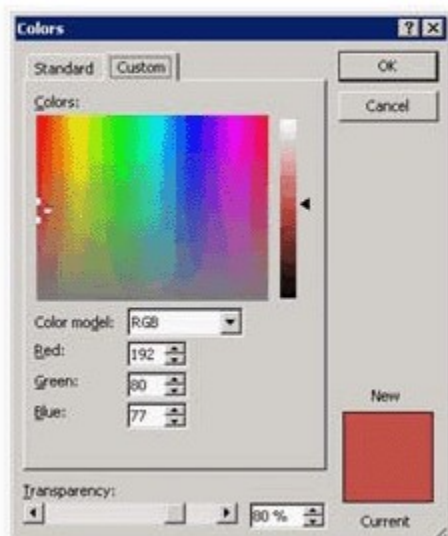 Colors
Standard Custom
OK
Cancel
Colors:
Color model: RGB
Red: 192
Green: 80
Blue: 77
New
Transparency:
80 %
Current